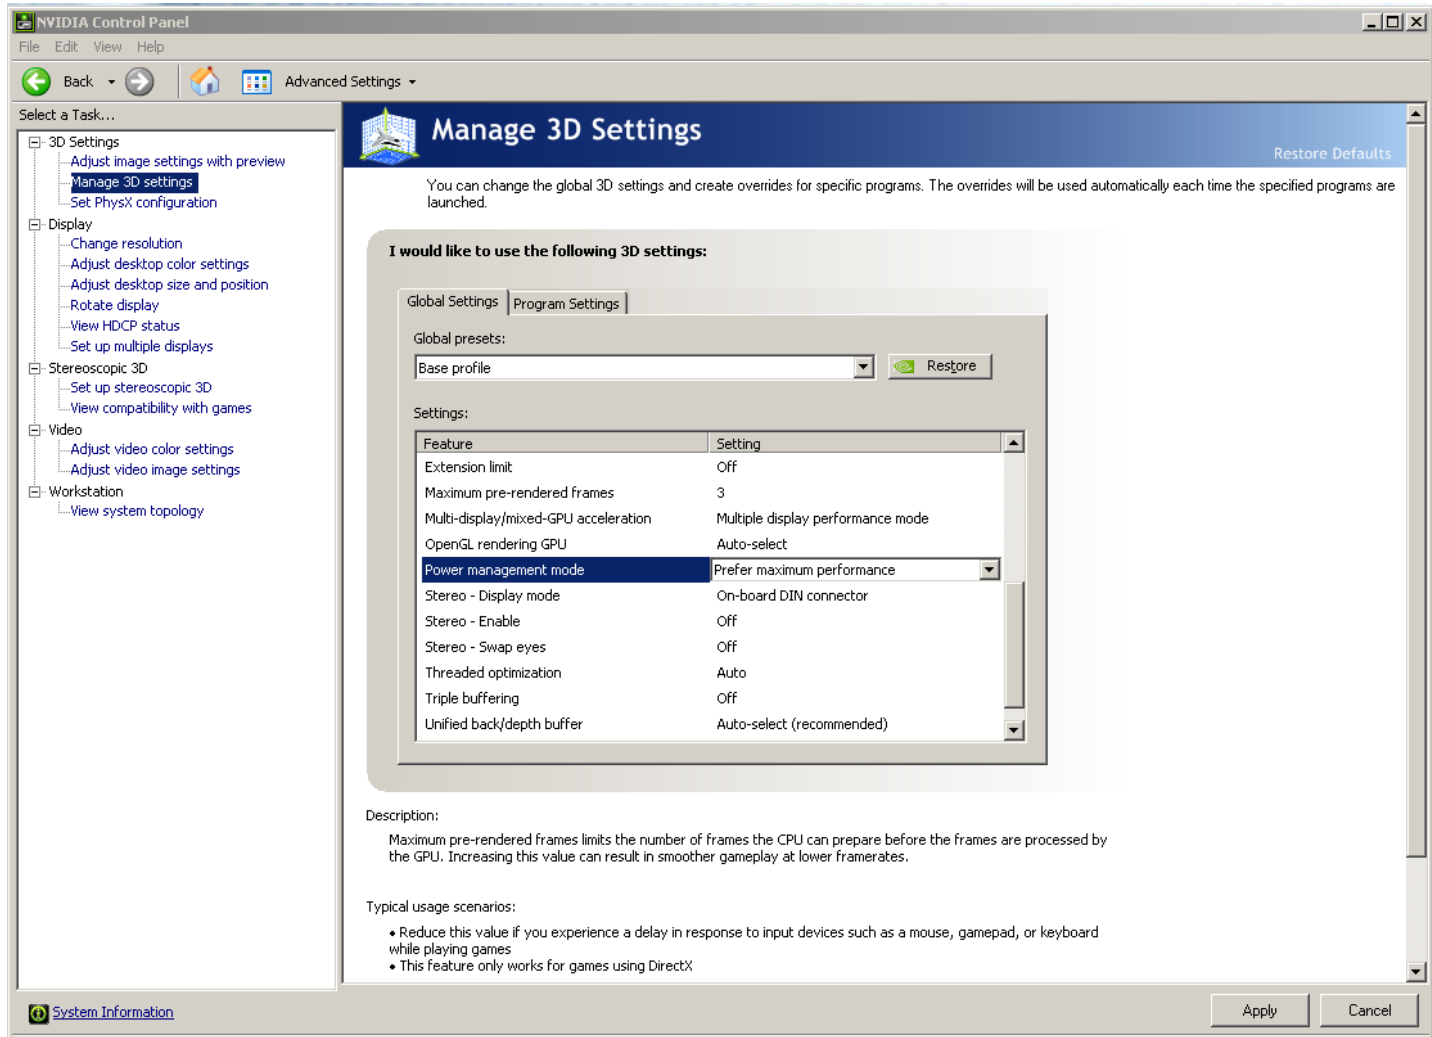 NVIDIA Control Panel
File Edit View Help
Back Advanced Settings
Select a Task...
3D Settings
Adjust image settings with preview
Manage 3D settings
Set PhysX configuration
Display
Change resolution
Adjust desktop color settings
Adjust desktop size and position
Rotate display
View HDCP status
Set up multiple displays
Stereoscopic 3D
Set up stereoscopic 3D
View compatibility with games
Video
Adjust video color settings
Adjust video image settings
Workstation
View system topology
Manage 3D Settings
Restore Defaults
You can change the global 3D settings and create overrides for specific programs. The overrides will be used automatically each time the specified programs are
launched.
I would like to use the following 3D settings:
Global Settings Program Settings
Global presets:
Base profile Restore
Settings:
Feature Setting
Extension limit Off
Maximum pre-rendered frames 3
Multi-display/mixed-GPU acceleration Multiple display performance mode
OpenGL rendering GPU Auto-select
Power management mode Prefer maximum performance
Stereo - Display mode On-board DIN connector
Stereo - Enable Off
Stereo - Swap eyes Off
Threaded optimization Auto
Triple buffering Off
Unified back/depth buffer Auto-select (recommended)
Description:
Maximum pre-rendered frames limits the number of frames the CPU can prepare before the frames are processed by
the GPU. Increasing this value can result in smoother gameplay at lower framerates.
Typical usage scenarios:
• Reduce this value if you experience a delay in response to input devices such as a mouse, gamepad, or keyboard
while playing games
• This feature only works for games using DirectX
System Information
Apply Cancel